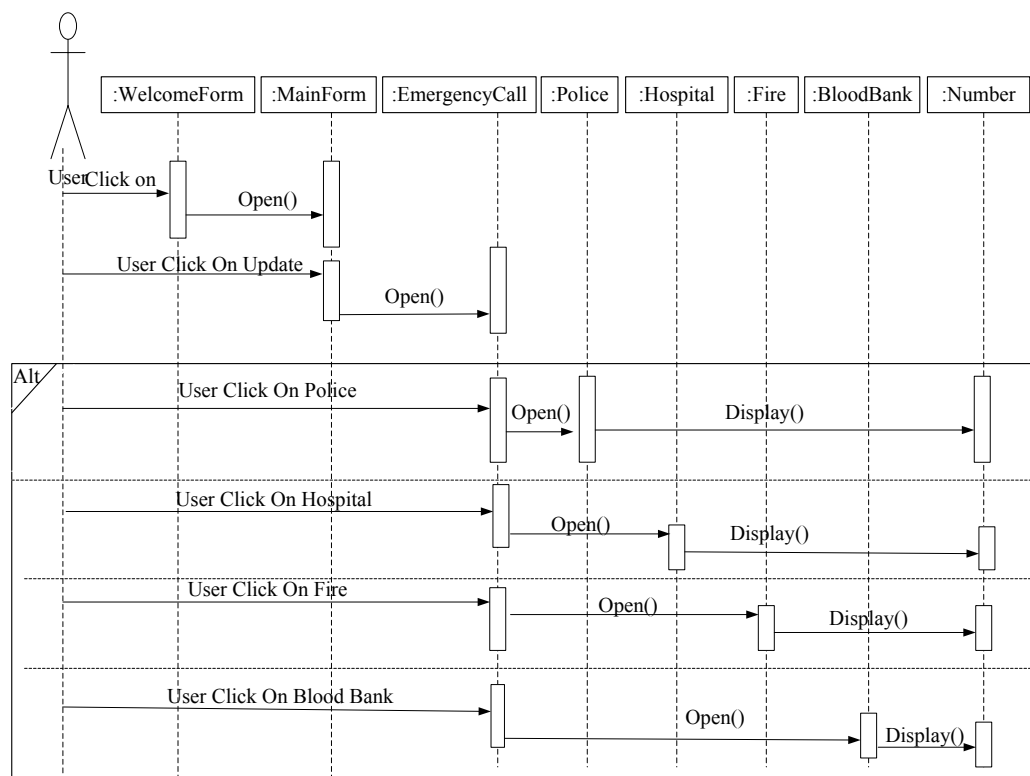 :WelcomeForm :MainForm :EmergencyCall :Police :Hospital :Fire :BloodBank :Number
User
Click on
Open()
User Click On Update
Open()
Alt
User Click On Police
Open()
Display()
User Click On Hospital
Open()
Display()
User Click On Fire
Open()
Display()
User Click On Blood Bank
Open()
Display()